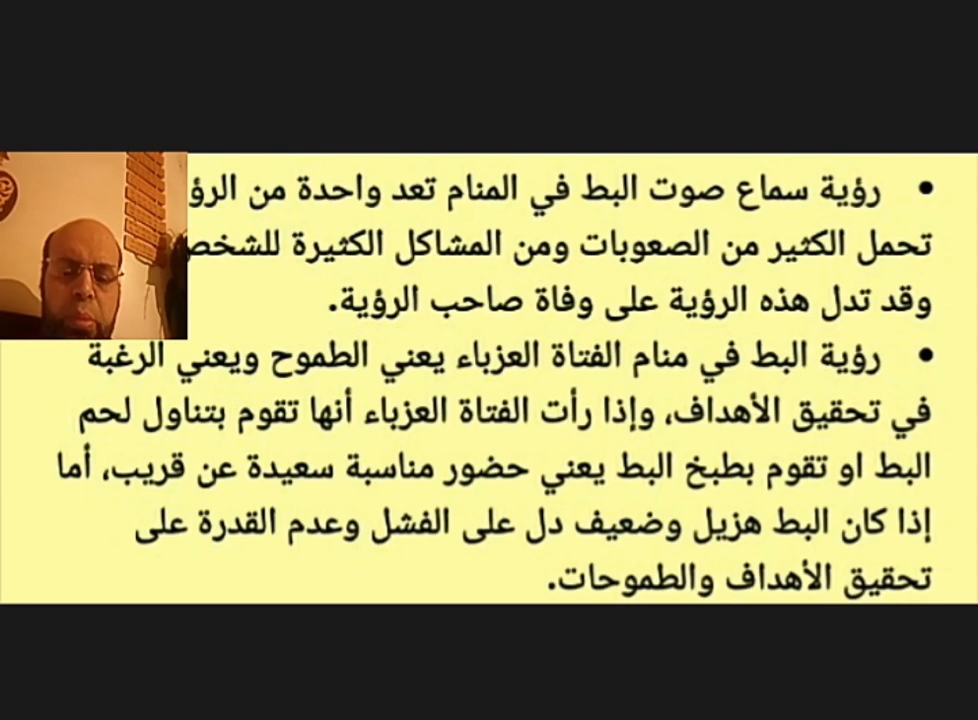 • رؤية سماع صوت البط في المنام تعد واحدة من
تحمل الكثير من الصعوبات ومن المشاكل الكثيرة
وقد تدل هذه الرؤية على وفاة صاحب الرؤية.
• رؤية البط في منام الفتاة العزباء يعني الطموح ويعني الرغبة
في تحقيق الأهداف، وإذا رأت الفتاة العزباء أنها تقوم بتناول لحم
البط او تقوم بطبخ البط يعني حضور مناسبة سعيدة عن قريب، أما
إذا كان البط هزيل وضعيف دل على الفشل وعدم القدرة على
تحقيق الأهداف والطموحات.